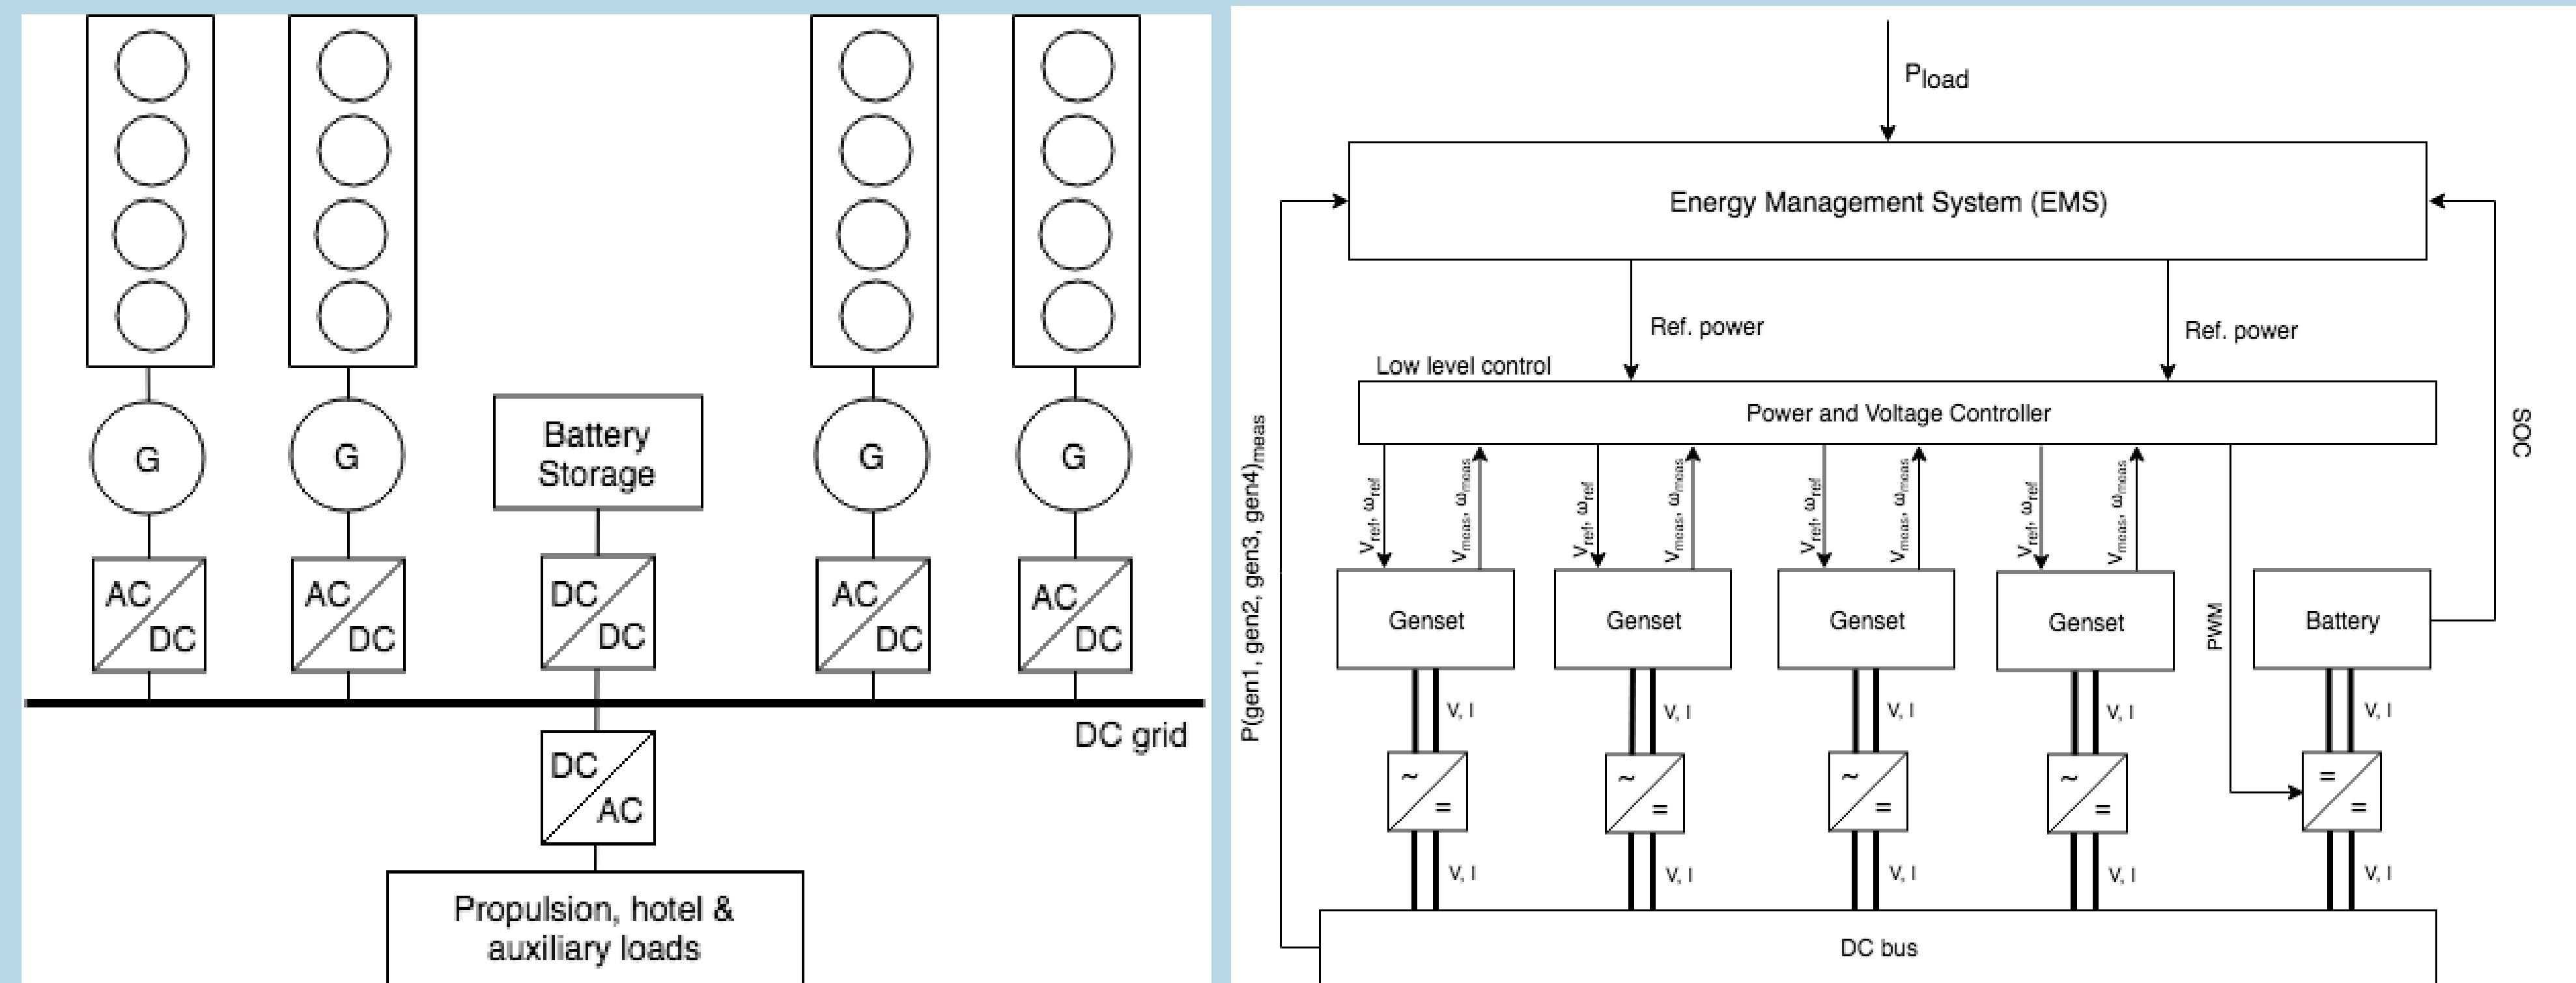 G
G
Battery
Storage
G
G
AC
DC
AC
DC
DC
DC
AC
DC
AC
DC
DC grid
DC
AC
Propulsion, hotel &
auxiliary loads
Pload
Energy Management System (EMS)
Ref. power
Ref. power
Low level control
Power and Voltage Controller
P(gen1, gen2, gen3, gen4)meas
SOC
Vref, ωref
Vmeas, ωmeas
Vref, ωref
Vmeas, ωmeas
Vref, ωref
Vmeas, ωmeas
Vref, ωref
Vmeas, ωmeas
PWM
Genset
Genset
Genset
Genset
Battery
V, I
V, I
V, I
V, I
V, I
~
=
~
=
~
=
~
=
=
=
V, I
V, I
V, I
V, I
V, I
DC bus